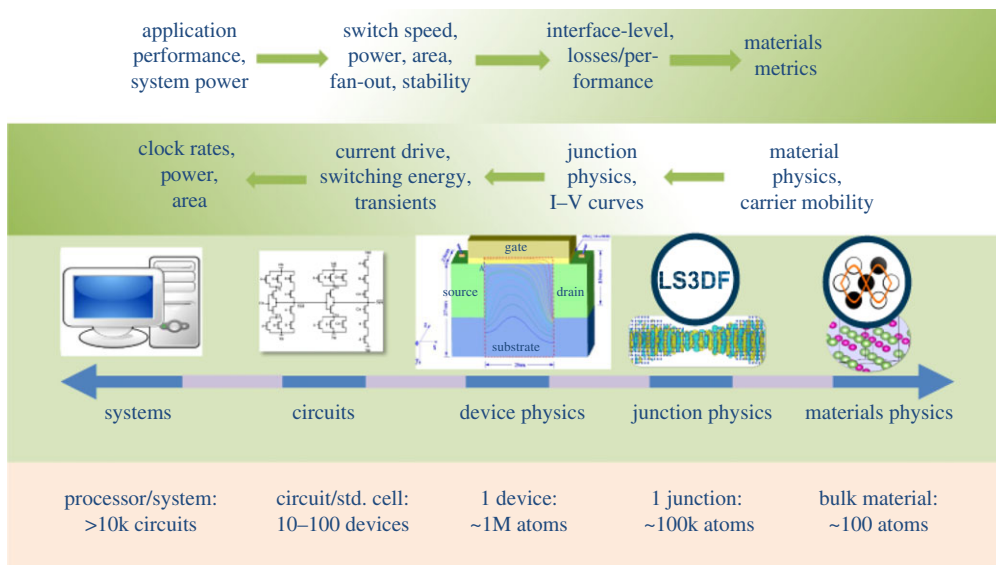 application
performance,
system power
switch speed,
power, area,
fan-out, stability
interface-level,
losses/per-
formance
materials
metrics
clock rates,
power,
area
current drive,
switching energy,
transients
junction
physics,
I–V curves
material
physics,
carrier mobility
gate
source
drain
substrate
LS3DF
systems
circuits
device physics
junction physics
materials physics
processor/system:
>10k circuits
circuit/std. cell:
10–100 devices
1 device:
~1M atoms
1 junction:
~100k atoms
bulk material:
~100 atoms